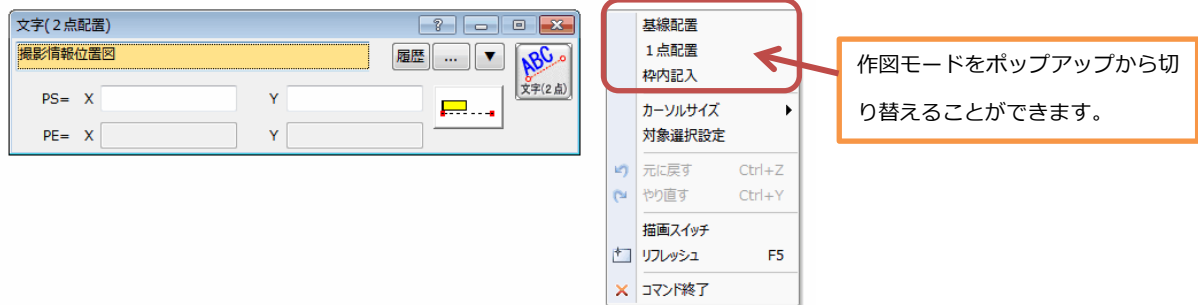 文字(２点配置)
撮影情報位置図
履歴
...
ABC
文字(2点)
PS= X
Y
PE= X
Y
基線配置
１点配置
枠内記入
カーソルサイズ
対象選択設定
元に戻す Ctrl+Z
やり直す Ctrl+Y
描画スイッチ
リフレッシュ F5
コマンド終了
作図モードをポップアップから切
り替えることができます。